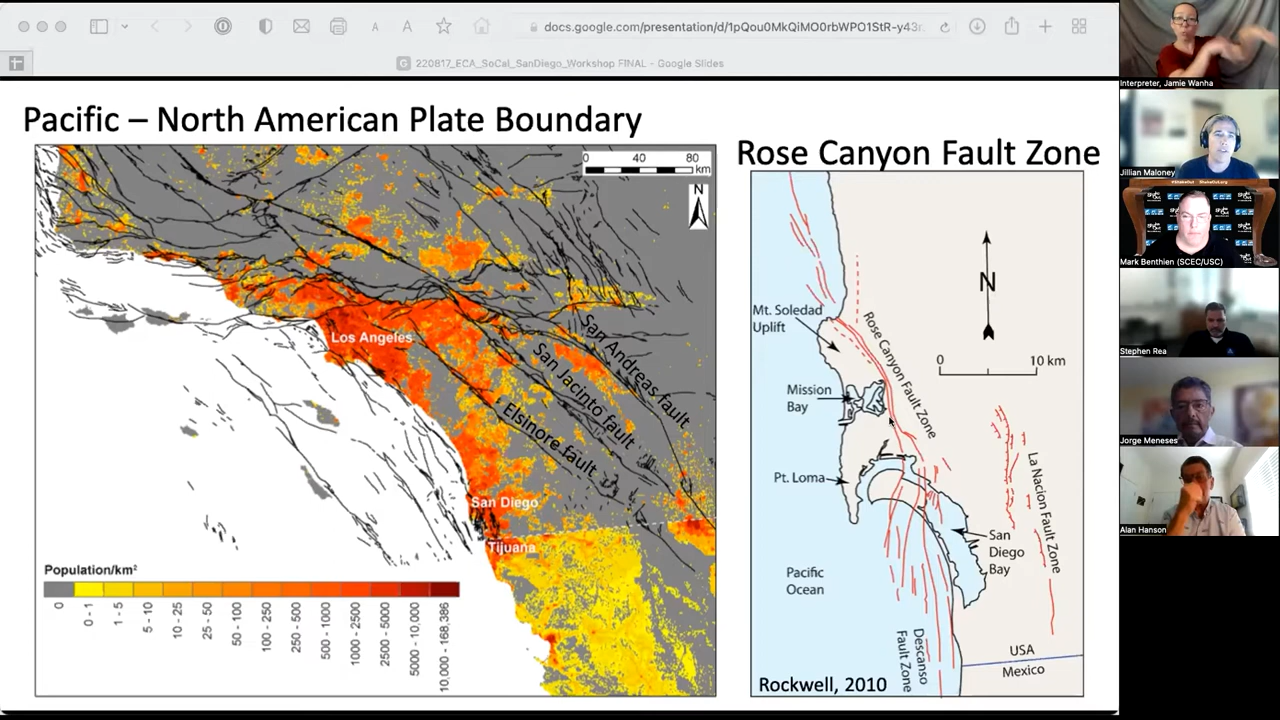 docs.google.com/presentation/d/1pQou0MkQiMO0rbWPO1StR-y43r
220817_ECA_SoCal_SanDiego_Workshop FINAL - Google Slides
Pacific – North American Plate Boundary
0 40 80
km
N
Los Angeles
San Andreas fault
San Jacinto fault
Elsinore fault
San Diego
Tijuana
Population/km²
0
0 - 1
1 - 5
5 - 10
10 - 25
25 - 50
50 - 100
100 - 250
250 - 500
500 - 1000
1000 - 2500
2500 - 5000
5000 - 10,000
10,000 - 168,386
Rose Canyon Fault Zone
N
0 10 km
Mt. Soledad
Uplift
Rose Canyon Fault Zone
Mission
Bay
Pt. Loma
La Nacion Fault Zone
San
Diego
Bay
Pacific
Ocean
Descanso
Fault Zone
USA
Mexico
Rockwell, 2010
Interpreter, Jamie Wanha
Jillian Maloney
Mark Benthien (SCEC/USC)
Stephen Rea
Jorge Meneses
Alan Hanson